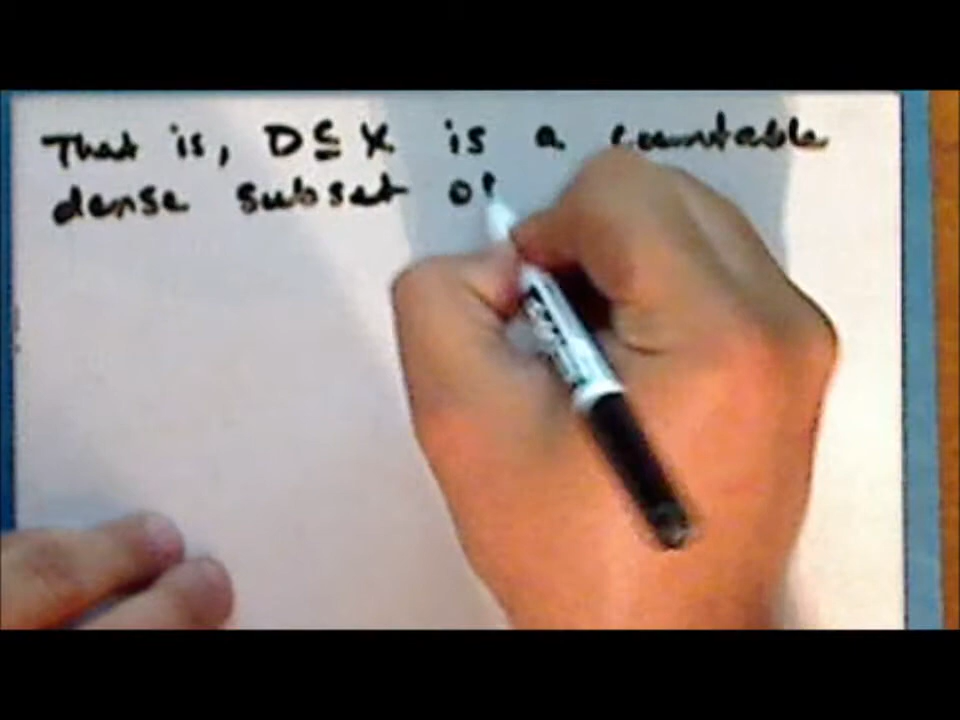 That is, D ⊆ X is a countable
dense subset of